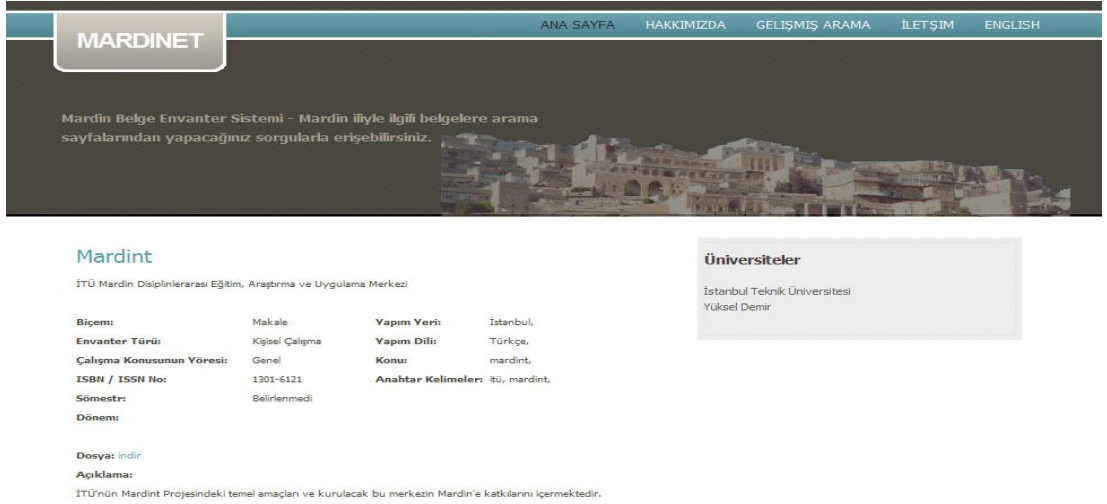 ANA SAYFA HAKKIMIZDA GELIŞMIŞ ARAMA İLETŞIM ENGLISH
MARDINET
Mardin Belge Envanter Sistemi - Mardin iliyle ilgili belgelere arama
sayfalarından yapacağınız sorgularla erişebilirsiniz.
Mardint
İTÜ Mardin Disiplinlerarası Eğitim, Araştırma ve Uygulama Merkezi
Biçem: Makale Yapım Yeri: İstanbul,
Envanter Türü: Kişisel Çalışma Yapım Dili: Türkçe,
Çalışma Konusunun Yöresi: Genel Konu: mardint,
ISBN / ISSN No: 1301-6121 Anahtar Kelimeler: itü, mardint,
Sömestr: Belirlenmedi
Dönem:
Dosya: indir
Açıklama:
İTÜ'nün Mardint Projesindeki temel amaçları ve kurulacak bu merkezin Mardin'e katkılarını içermektedir.
Üniversiteler
İstanbul Teknik Üniversitesi
Yüksel Demir